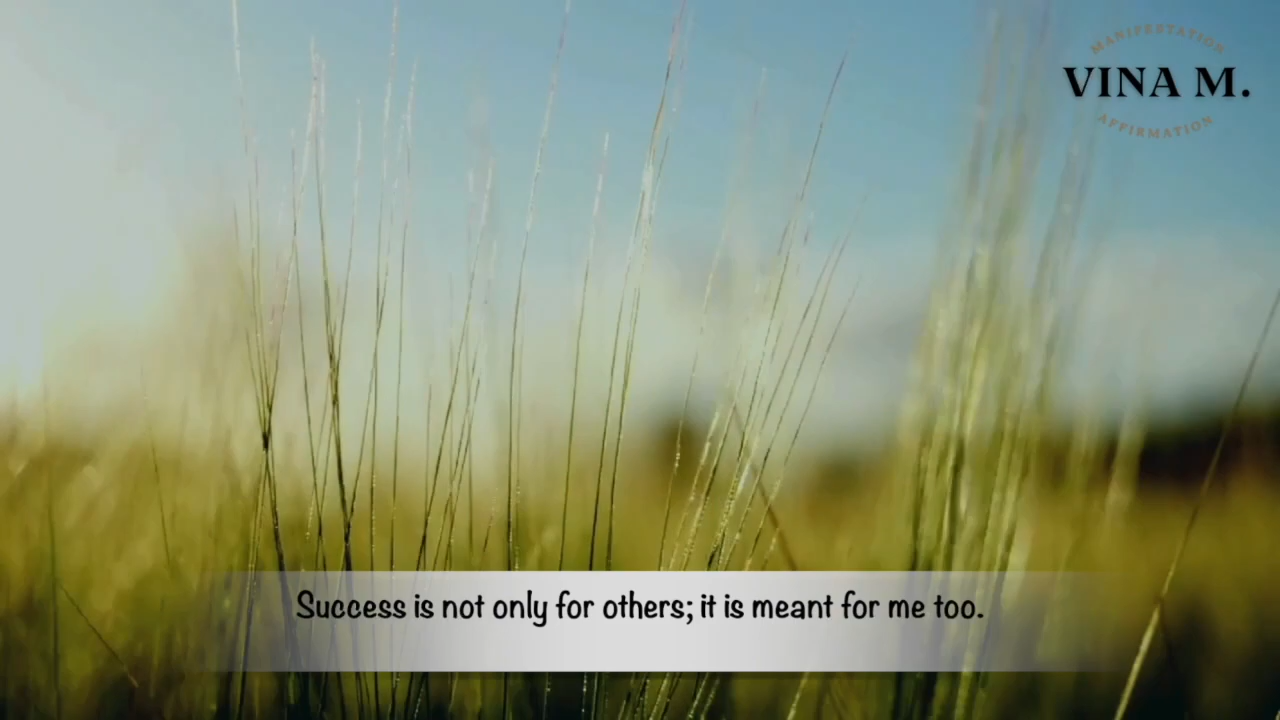 MANIFESTATION
VINA M.
AFFIRMATION
Success is not only for others; it is meant for me too.